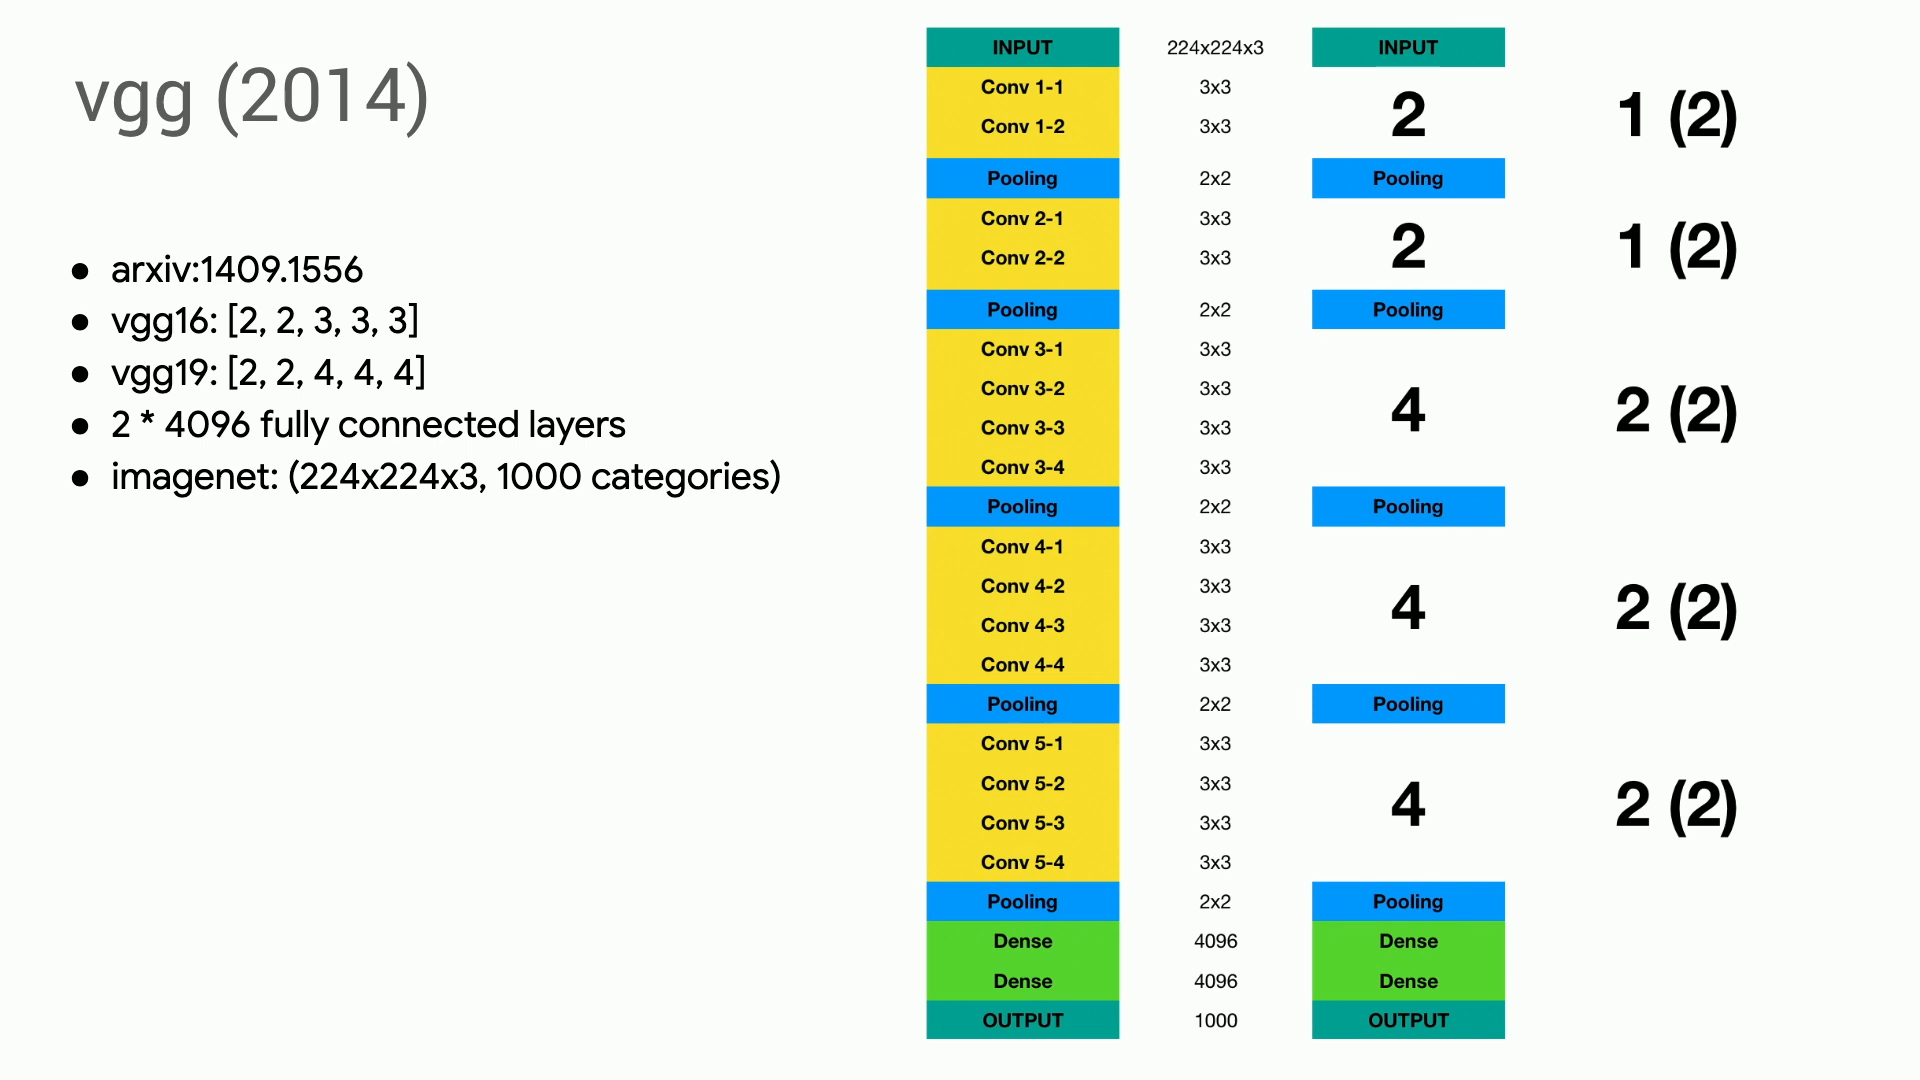 vgg (2014)
● arxiv:1409.1556
● vgg16: [2, 2, 3, 3, 3]
● vgg19: [2, 2, 4, 4, 4]
● 2 * 4096 fully connected layers
● imagenet: (224x224x3, 1000 categories)
INPUT 224x224x3 INPUT
Conv 1-1 3x3
2 1 (2)
Conv 1-2 3x3
Pooling 2x2 Pooling
Conv 2-1 3x3
2 1 (2)
Conv 2-2 3x3
Pooling 2x2 Pooling
Conv 3-1 3x3
Conv 3-2 3x3
4 2 (2)
Conv 3-3 3x3
Conv 3-4 3x3
Pooling 2x2 Pooling
Conv 4-1 3x3
Conv 4-2 3x3
4 2 (2)
Conv 4-3 3x3
Conv 4-4 3x3
Pooling 2x2 Pooling
Conv 5-1 3x3
Conv 5-2 3x3
4 2 (2)
Conv 5-3 3x3
Conv 5-4 3x3
Pooling 2x2 Pooling
Dense 4096 Dense
Dense 4096 Dense
OUTPUT 1000 OUTPUT